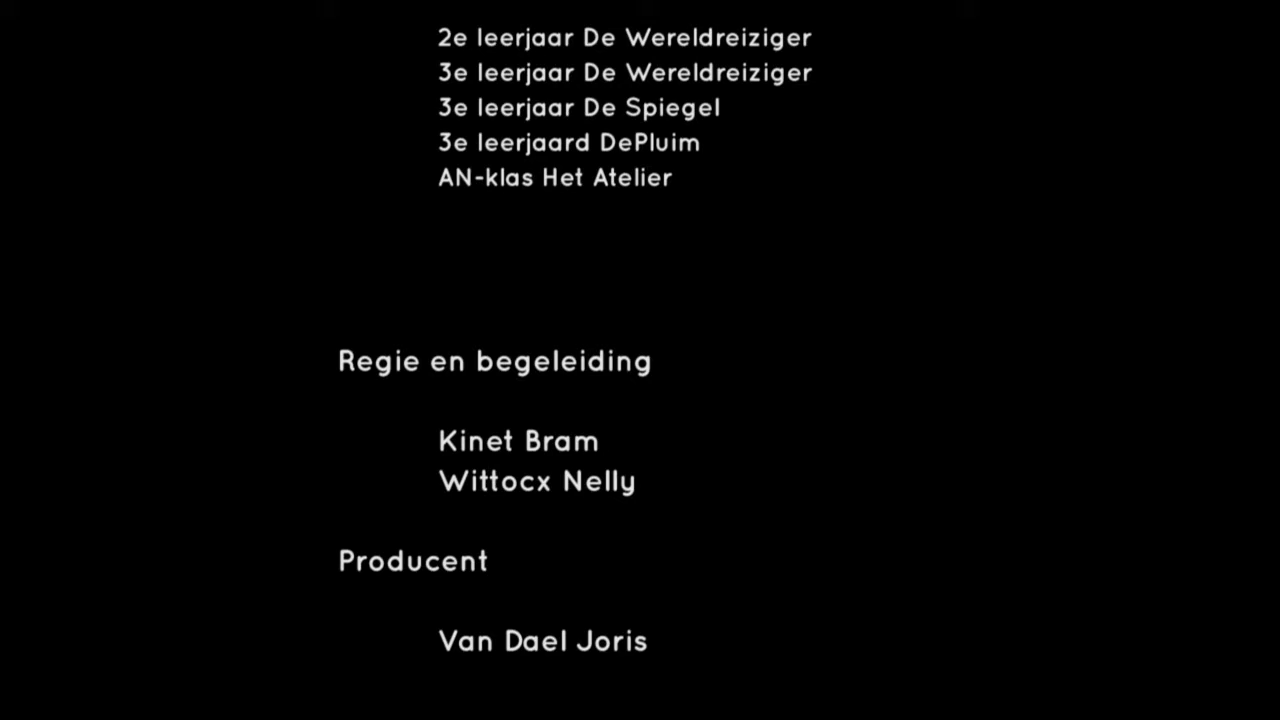 2e leerjaar De Wereldreiziger
3e leerjaar De Wereldreiziger
3e leerjaar De Spiegel
3e leerjaard DePluim
AN-klas Het Atelier
Regie en begeleiding
Kinet Bram
Wittocx Nelly
Producent
Van Dael Joris